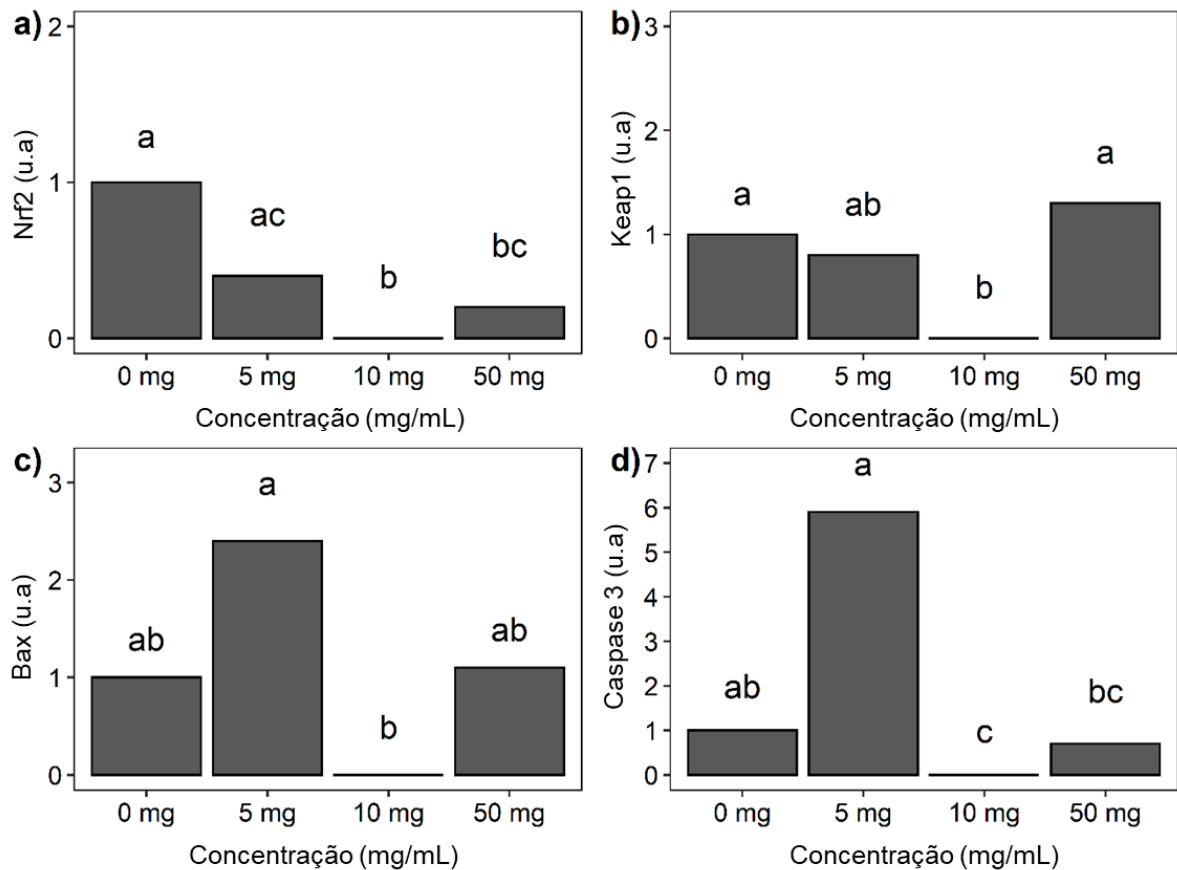 a)
2
1
0
Nrf2 (u.a)
a
ac
b
bc
0 mg 5 mg 10 mg 50 mg
Concentração (mg/mL)
b)
3
2
1
0
Keap1 (u.a)
a
ab
b
a
0 mg 5 mg 10 mg 50 mg
Concentração (mg/mL)
c)
3
2
1
0
Bax (u.a)
ab
a
b
ab
0 mg 5 mg 10 mg 50 mg
Concentração (mg/mL)
d)
7
6
5
4
3
2
1
0
Caspase 3 (u.a)
ab
a
c
bc
0 mg 5 mg 10 mg 50 mg
Concentração (mg/mL)